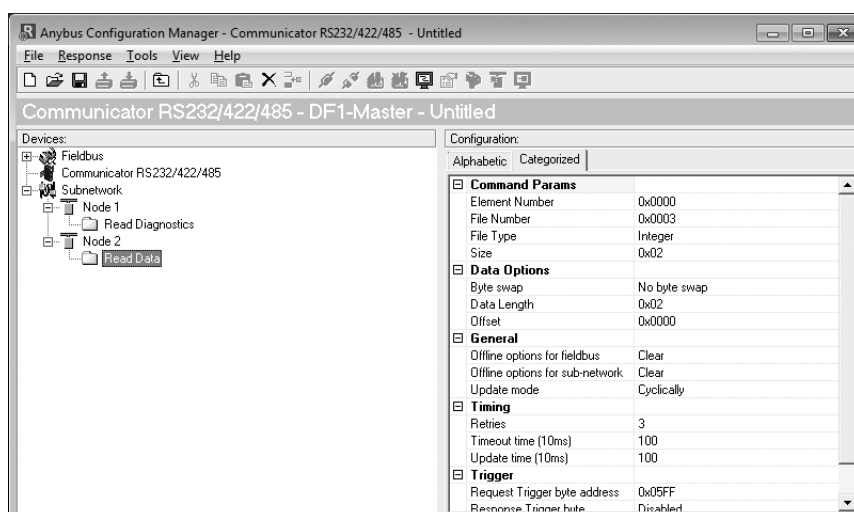 Anybus Configuration Manager - Communicator RS232/422/485 - Untitled
File Response Tools View Help
Communicator RS232/422/485 - DF1-Master - Untitled
Devices:
Fieldbus
Communicator RS232/422/485
Subnetwork
Node 1
Read Diagnostics
Node 2
Read Data
Configuration:
Alphabetic Categorized
Command Params
Element Number 0x0000
File Number 0x0003
File Type Integer
Size 0x02
Data Options
Byte swap No byte swap
Data Length 0x02
Offset 0x0000
General
Offline options for fieldbus Clear
Offline options for sub-network Clear
Update mode Cyclically
Timing
Retries 3
Timeout time (10ms) 100
Update time (10ms) 100
Trigger
Request Trigger byte address 0x05FF
Response Trigger byte Disabled